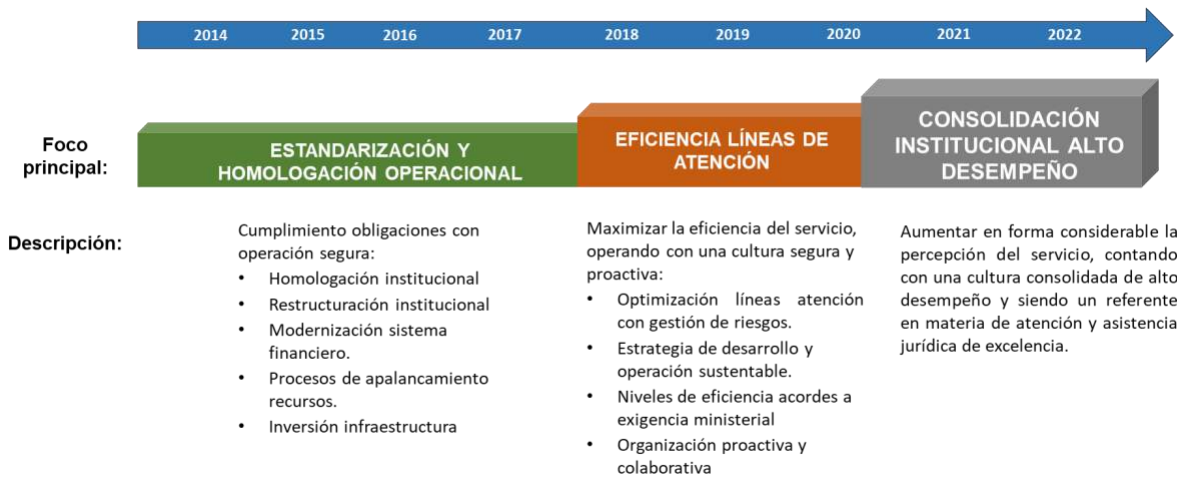 2014 2015 2016 2017 2018 2019 2020 2021 2022
Foco
principal:
ESTANDARIZACIÓN Y
HOMOLOGACIÓN OPERACIONAL
EFICIENCIA LÍNEAS DE
ATENCIÓN
CONSOLIDACIÓN
INSTITUCIONAL ALTO
DESEMPEÑO
Descripción:
Cumplimiento obligaciones con
operación segura:
• Homologación institucional
• Restructuración institucional
• Modernización sistema
financiero.
• Procesos de apalancamiento
recursos.
• Inversión infraestructura
Maximizar la eficiencia del servicio,
operando con una cultura segura y
proactiva:
• Optimización líneas atención
con gestión de riesgos.
• Estrategia de desarrollo y
operación sustentable.
• Niveles de eficiencia acordes a
exigencia ministerial
• Organización proactiva y
colaborativa
Aumentar en forma considerable la
percepción del servicio, contando
con una cultura consolidada de alto
desempeño y siendo un referente
en materia de atención y asistencia
jurídica de excelencia.